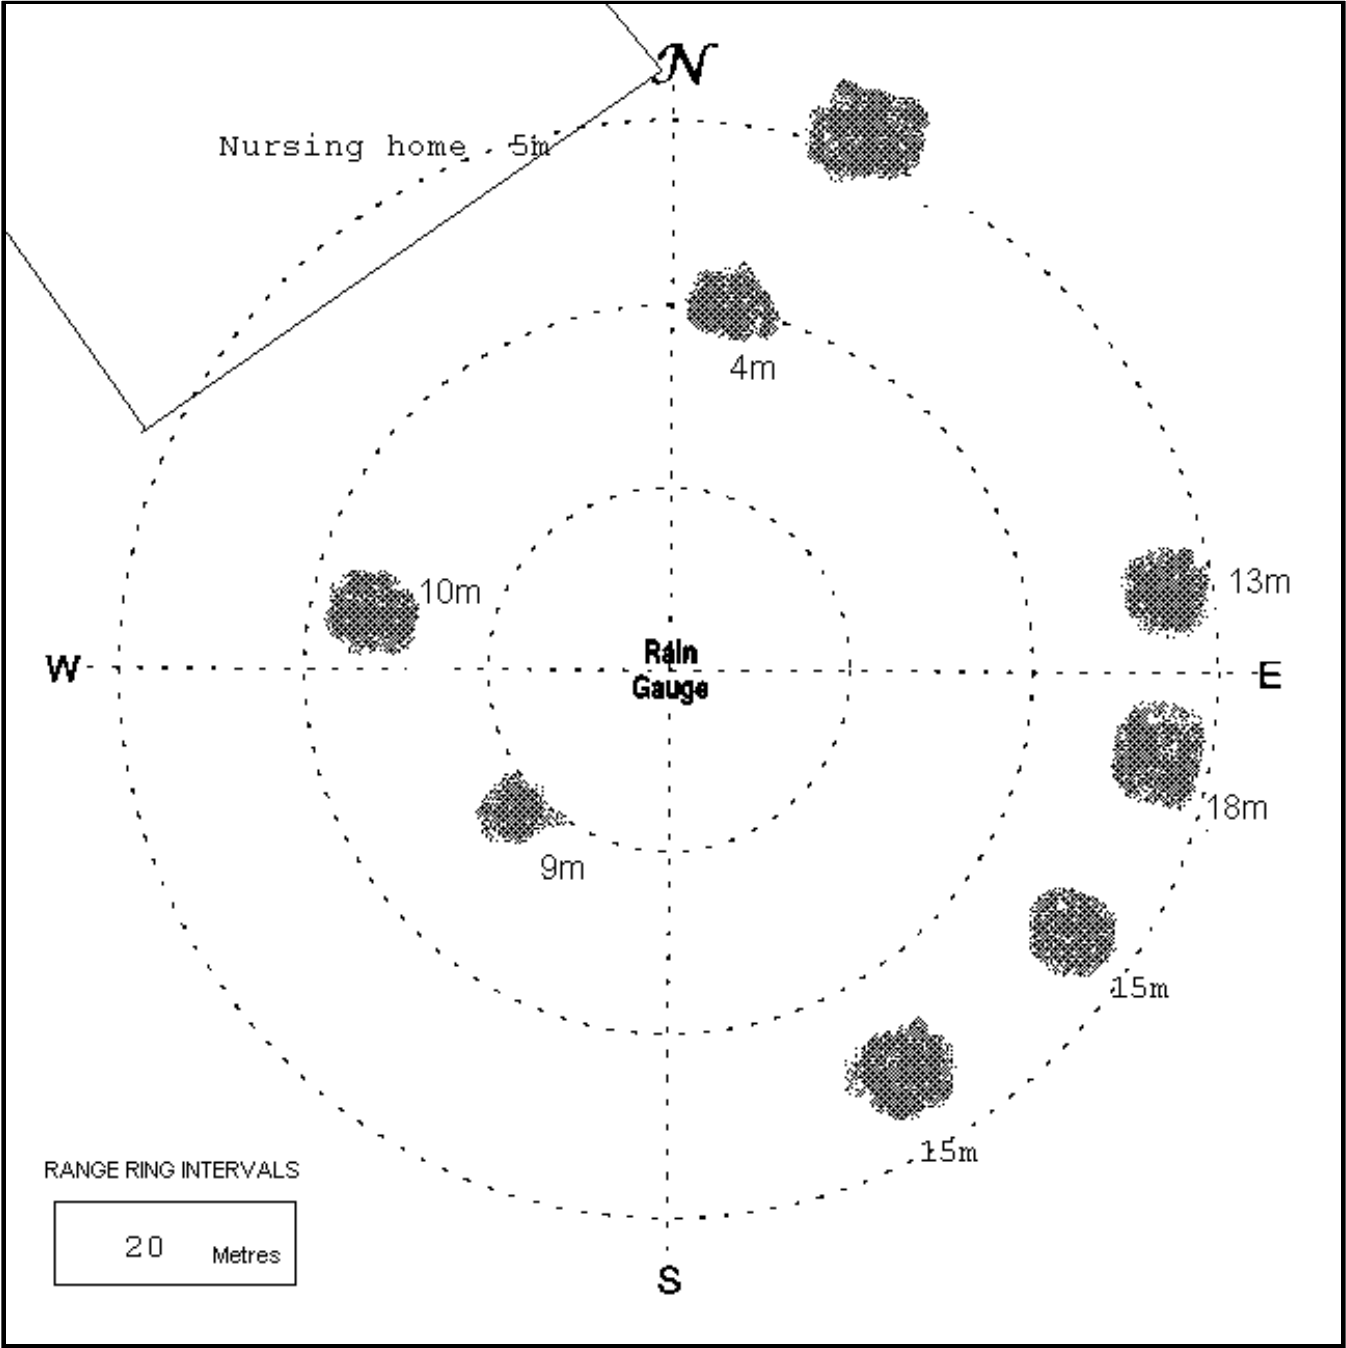 N
Nursing home 5m
4m
10m
13m
Rain
Gauge
W
E
18m
9m
15m
15m
RANGE RING INTERVALS
20 Metres
S